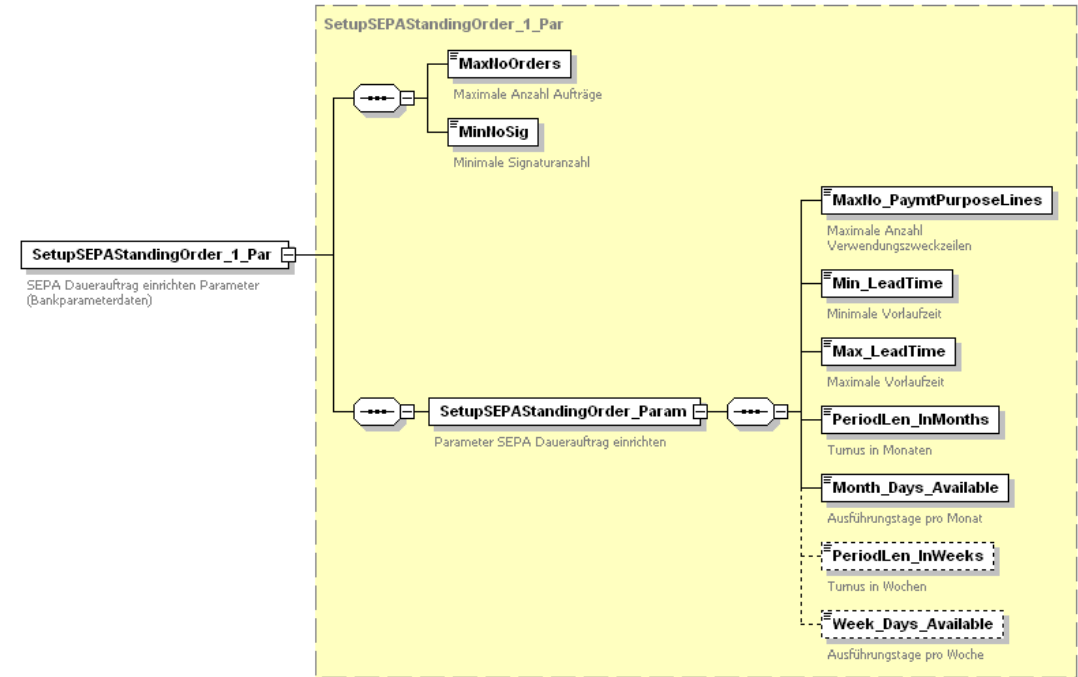 SetupSEPAStandingOrder_1_Par
MaxNoOrders
Maximale Anzahl Aufträge
MinNoSig
Minimale Signaturanzahl
SetupSEPAStandingOrder_1_Par
SEPA Dauerauftrag einrichten Parameter
(Bankparameterdaten)
SetupSEPAStandingOrder_Param
Parameter SEPA Dauerauftrag einrichten
MaxNo_PaymtPurposeLines
Maximale Anzahl
Verwendungszweckzeilen
Min_LeadTime
Minimale Vorlaufzeit
Max_LeadTime
Maximale Vorlaufzeit
PeriodLen_InMonths
Turnus in Monaten
Month_Days_Available
Ausführungstage pro Monat
PeriodLen_InWeeks
Turnus in Wochen
Week_Days_Available
Ausführungstage pro Woche